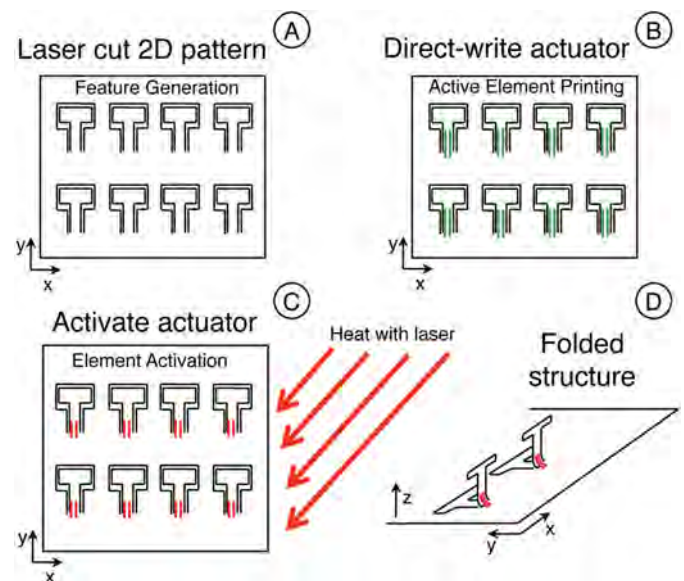 A
Laser cut 2D pattern
Feature Generation
y
x
B
Direct-write actuator
Active Element Printing
y
x
C
Activate actuator
Element Activation
y
x
Heat with laser
D
Folded
structure
z
y
x